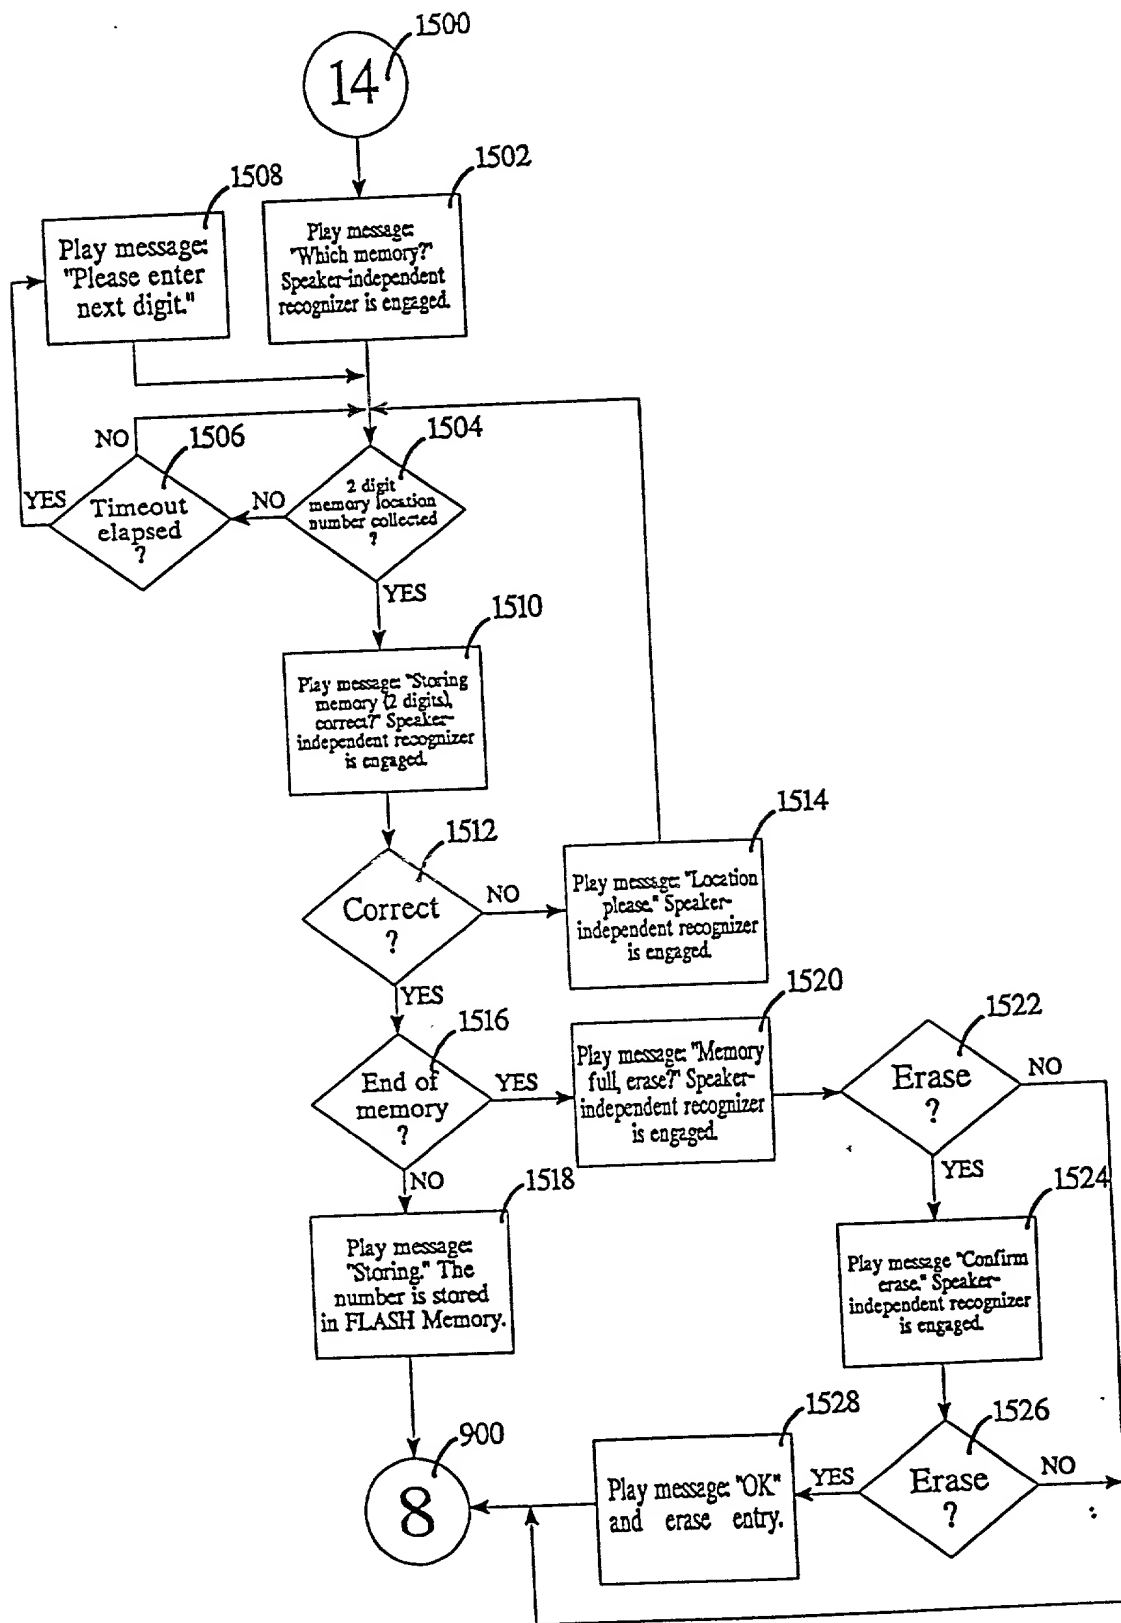 1500
14
1502
1508
Play message:
"Please enter
next digit."
Play message:
"Which memory?"
Speaker-independent
recognizer is engaged.
NO
1506
1504
YES
Timeout
elapsed
?
NO
2 digit
memory location
number collected
?
YES
1510
Play message: "Storing
memory (2 digits),
correct?" Speaker-
independent recognizer
is engaged.
1512
1514
Correct
?
NO
Play message: "Location
please." Speaker-
independent recognizer
is engaged.
YES
1516
1520
1522
End of
memory
?
YES
Play message: "Memory
full, erase?" Speaker-
independent recognizer
is engaged.
Erase
?
NO
NO
YES
1518
1524
Play message:
"Storing." The
number is stored
in FLASH Memory.
Play message "Confirm
erase." Speaker-
independent recognizer
is engaged.
900
1528
1526
8
Play message: "OK"
and erase entry.
YES
Erase
?
NO